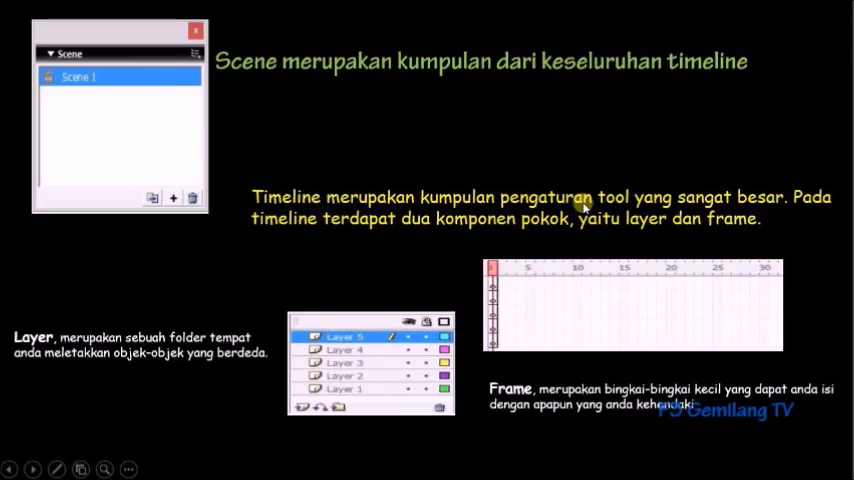 Scene
Scene 1
Scene merupakan kumpulan dari keseluruhan timeline
Timeline merupakan kumpulan pengaturan tool yang sangat besar. Pada
timeline terdapat dua komponen pokok, yaitu layer dan frame.
5 10 15 20 25 30
Layer, merupakan sebuah folder tempat
anda meletakkan objek-objek yang berdeda.
Layer 5
Layer 4
Layer 3
Layer 2
Layer 1
Frame, merupakan bingkai-bingkai kecil yang dapat anda isi
dengan apapun yang anda kehendaki
Gemilang TV